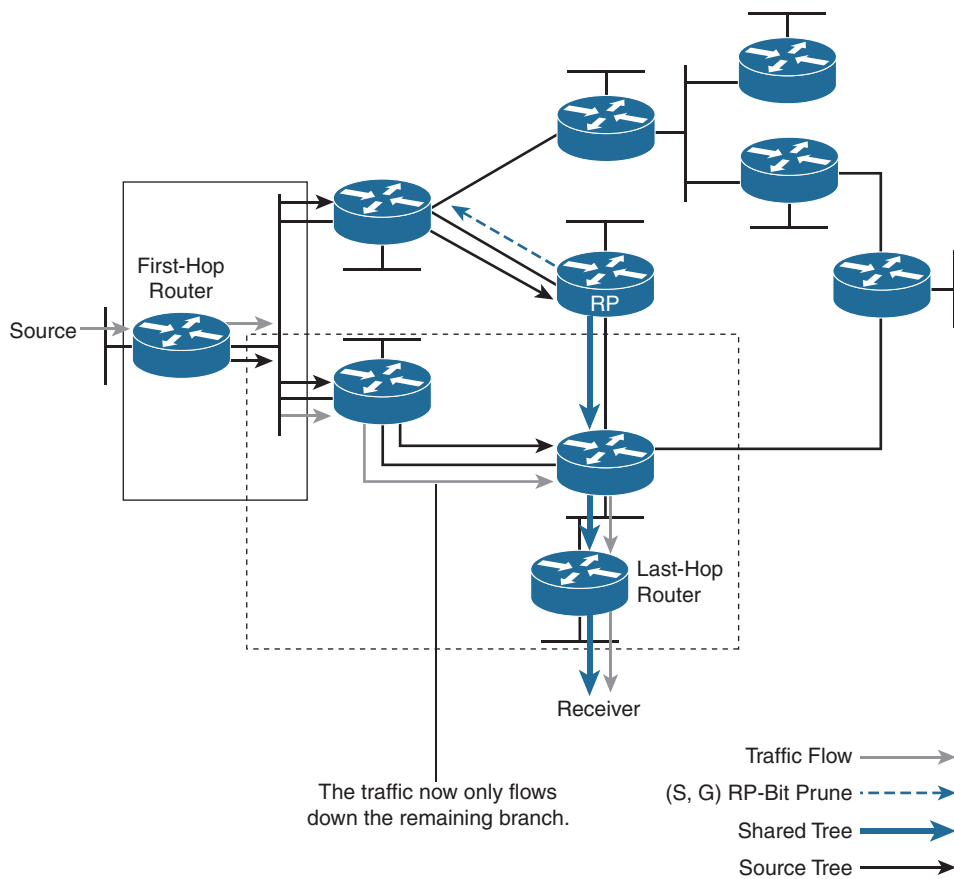 First-Hop
Router
Source
RP
Last-Hop
Router
Receiver
The traffic now only flows
down the remaining branch.
Traffic Flow
(S, G) RP-Bit Prune
Shared Tree
Source Tree